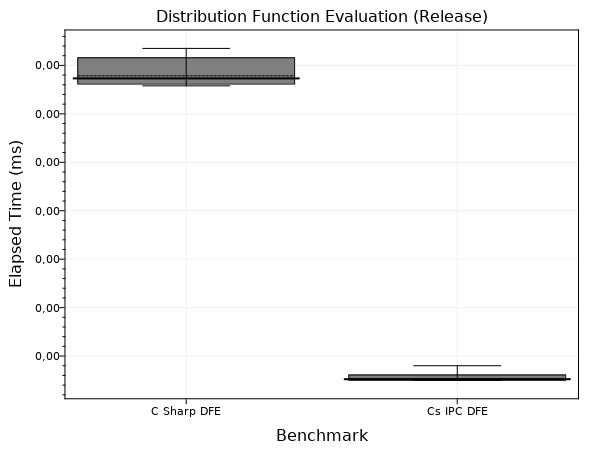 Distribution Function Evaluation (Release)
Elapsed Time (ms)
0,00
0,00
0,00
0,00
0,00
0,00
0,00
C Sharp DFE
Cs IPC DFE
Benchmark